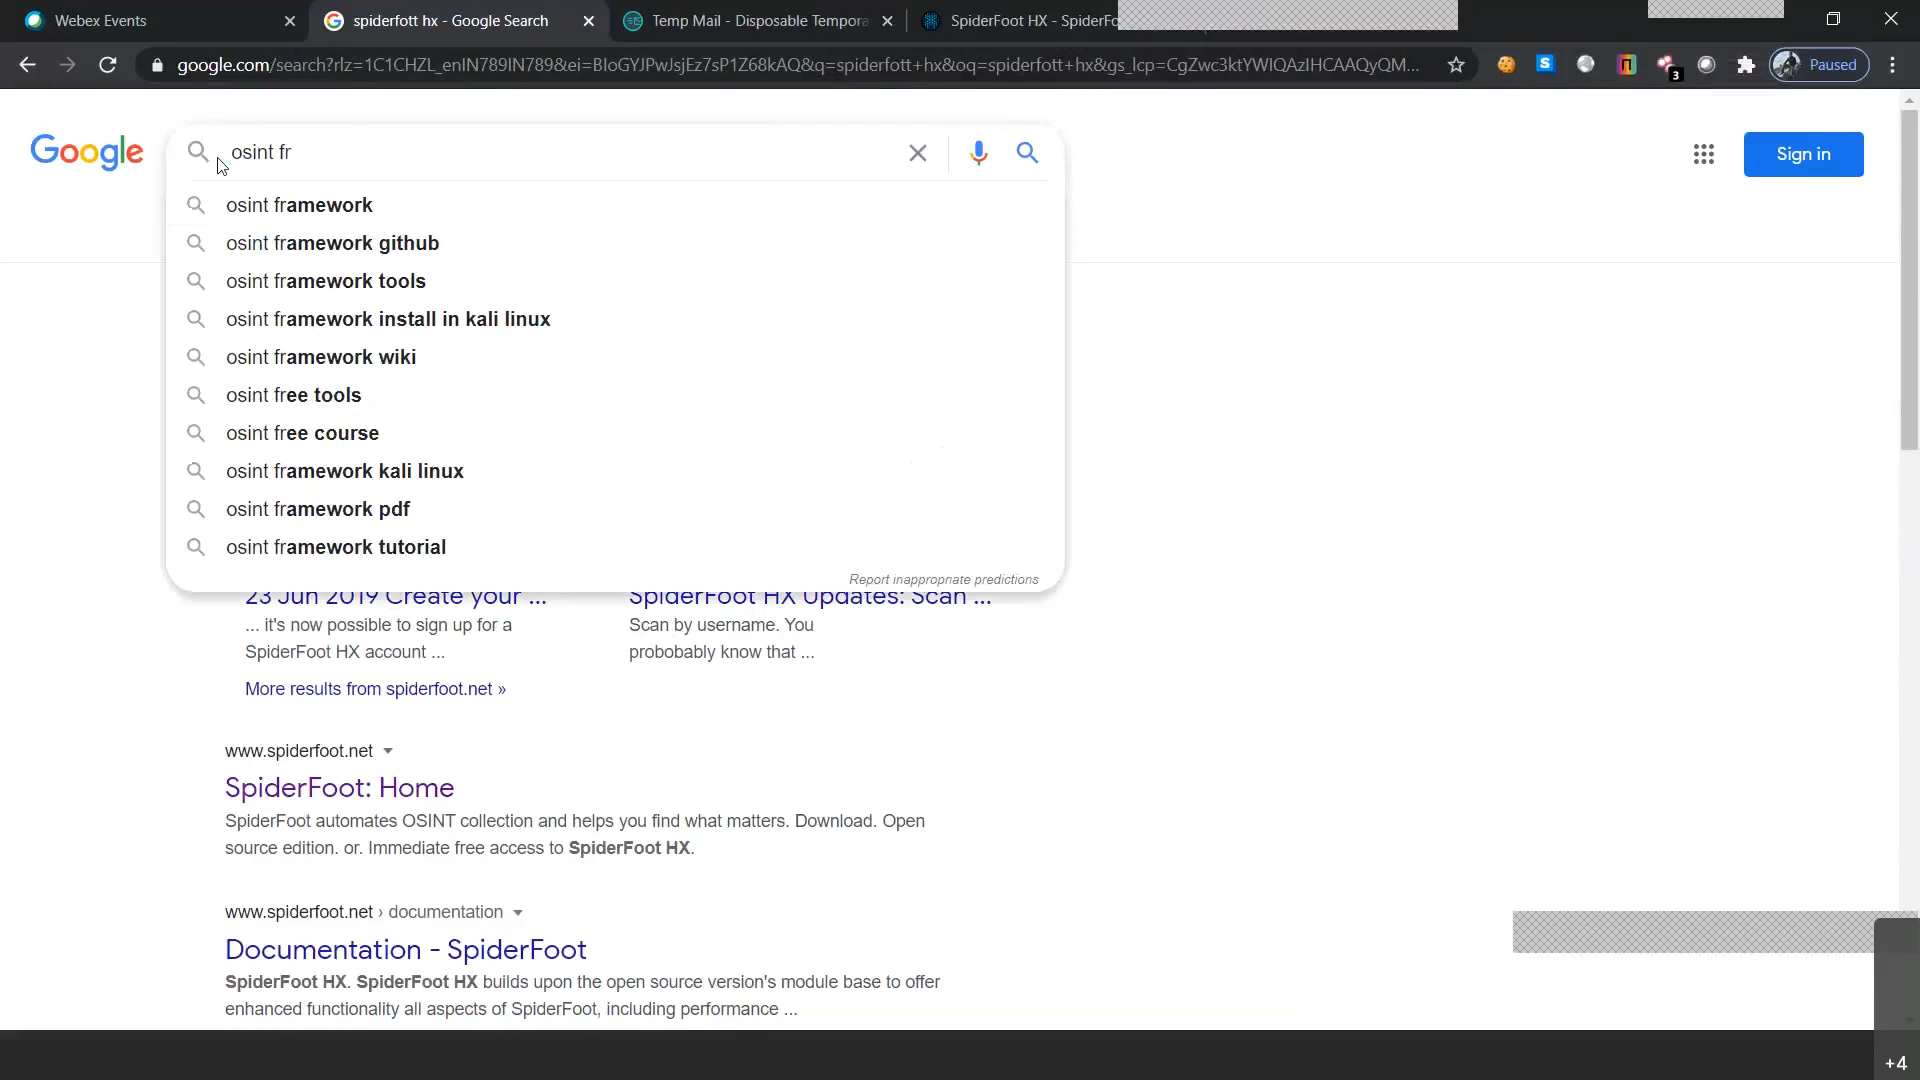 Webex Events
spiderfott hx - Google Search
Temp Mail - Disposable Tempora
SpiderFoot HX - SpiderFo
google.com/search?rlz=1C1CHZL_enIN789IN789&ei=BIoGYJPwJsjEz7sP1Z68kAQ&q=spiderfott+hx&oq=spiderfott+hx&gs_lcp=CgZwc3ktYWIQAzIHCAAQyQM...
3
Paused
Google
osint fr
Sign in
osint framework
osint framework github
osint framework tools
osint framework install in kali linux
osint framework wiki
osint free tools
osint free course
osint framework kali linux
osint framework pdf
osint framework tutorial
Report inappropriate predictions
23 Jun 2019 Create your ...
SpiderFoot HX Updates: Scan ...
... it's now possible to sign up for a
SpiderFoot HX account ...
Scan by username. You
probobably know that ...
More results from spiderfoot.net »
www.spiderfoot.net
SpiderFoot: Home
SpiderFoot automates OSINT collection and helps you find what matters. Download. Open
source edition. or. Immediate free access to SpiderFoot HX.
www.spiderfoot.net › documentation
Documentation - SpiderFoot
SpiderFoot HX. SpiderFoot HX builds upon the open source version's module base to offer
enhanced functionality all aspects of SpiderFoot, including performance ...
+4